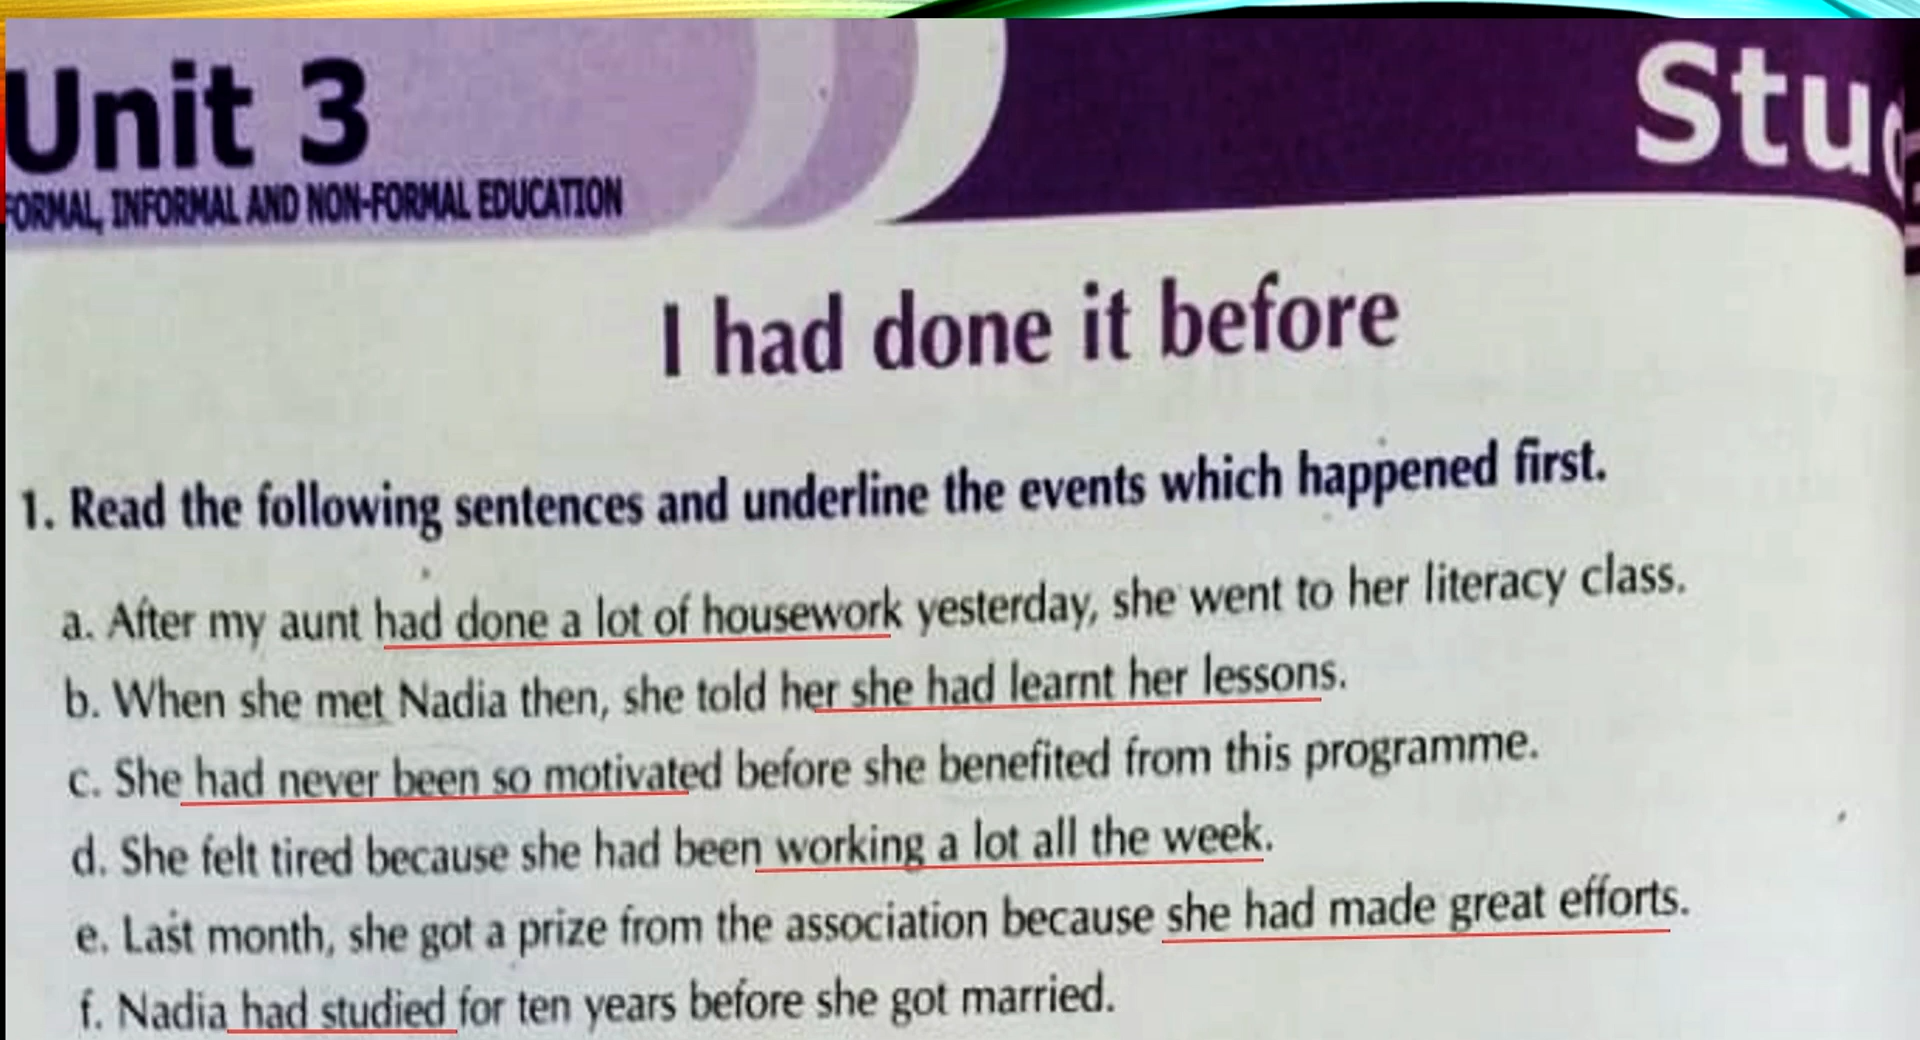 Unit 3
FORMAL, INFORMAL AND NON-FORMAL EDUCATION
I had done it before
1. Read the following sentences and underline the events which happened first.
a. After my aunt had done a lot of housework yesterday, she went to her literacy class.
b. When she met Nadia then, she told her she had learnt her lessons.
c. She had never been so motivated before she benefited from this programme.
d. She felt tired because she had been working a lot all the week.
e. Last month, she got a prize from the association because she had made great efforts.
f. Nadia had studied for ten years before she got married.